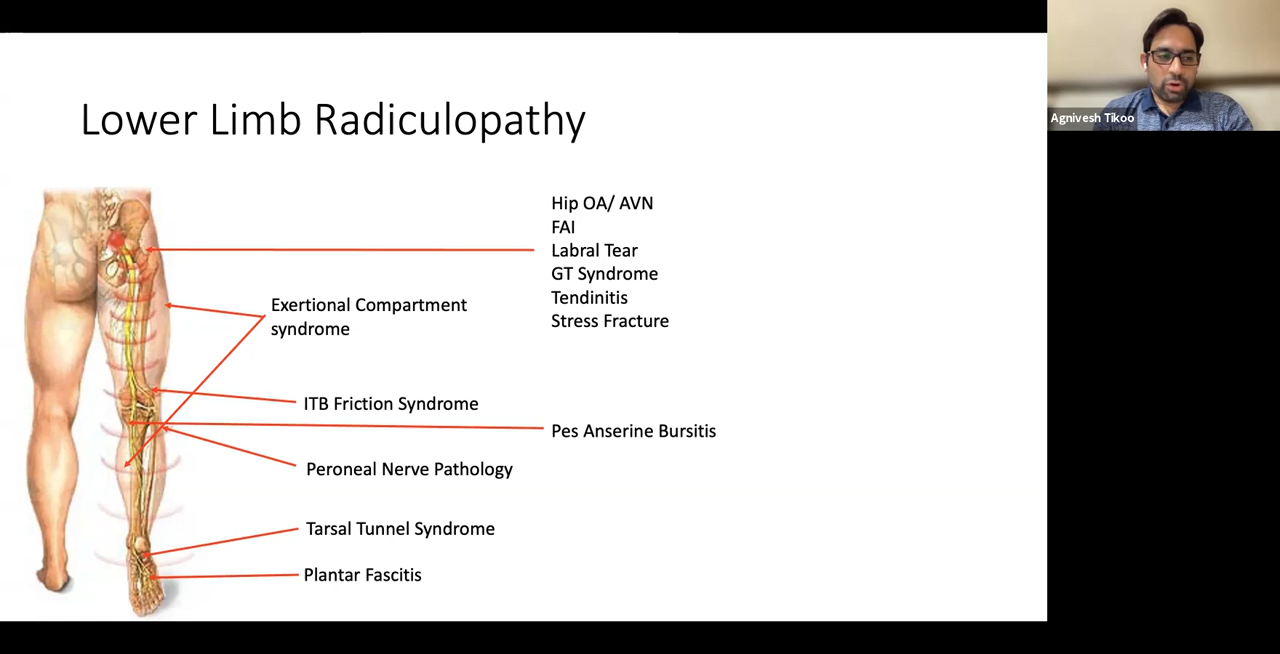 Lower Limb Radiculopathy
Agnivesh Tikoo
Hip OA/ AVN
FAI
Labral Tear
GT Syndrome
Tendinitis
Stress Fracture
Exertional Compartment
syndrome
ITB Friction Syndrome
Pes Anserine Bursitis
Peroneal Nerve Pathology
Tarsal Tunnel Syndrome
Plantar Fascitis